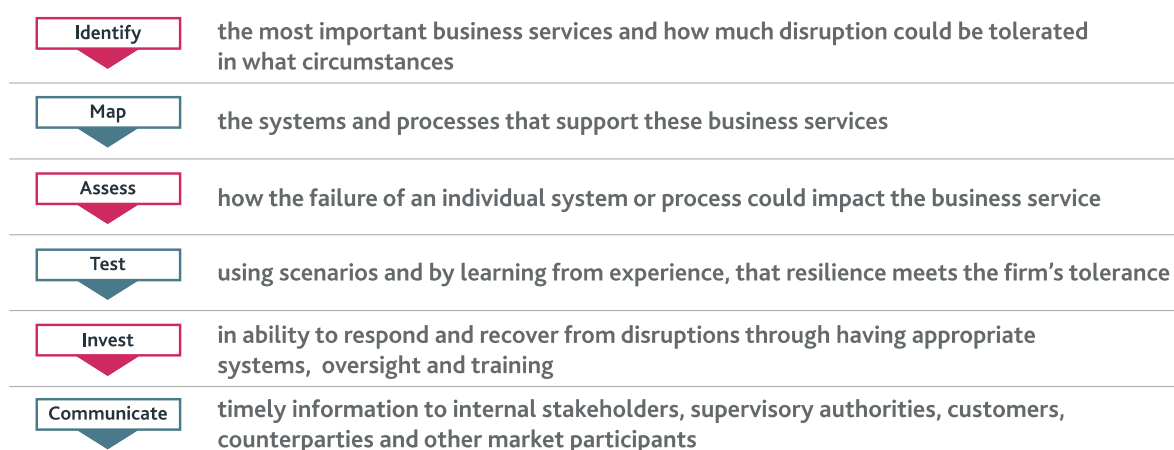 Identify
the most important business services and how much disruption could be tolerated
in what circumstances
Map
the systems and processes that support these business services
Assess
how the failure of an individual system or process could impact the business service
Test
using scenarios and by learning from experience, that resilience meets the firm’s tolerance
Invest
in ability to respond and recover from disruptions through having appropriate
systems, oversight and training
Communicate
timely information to internal stakeholders, supervisory authorities, customers,
counterparties and other market participants